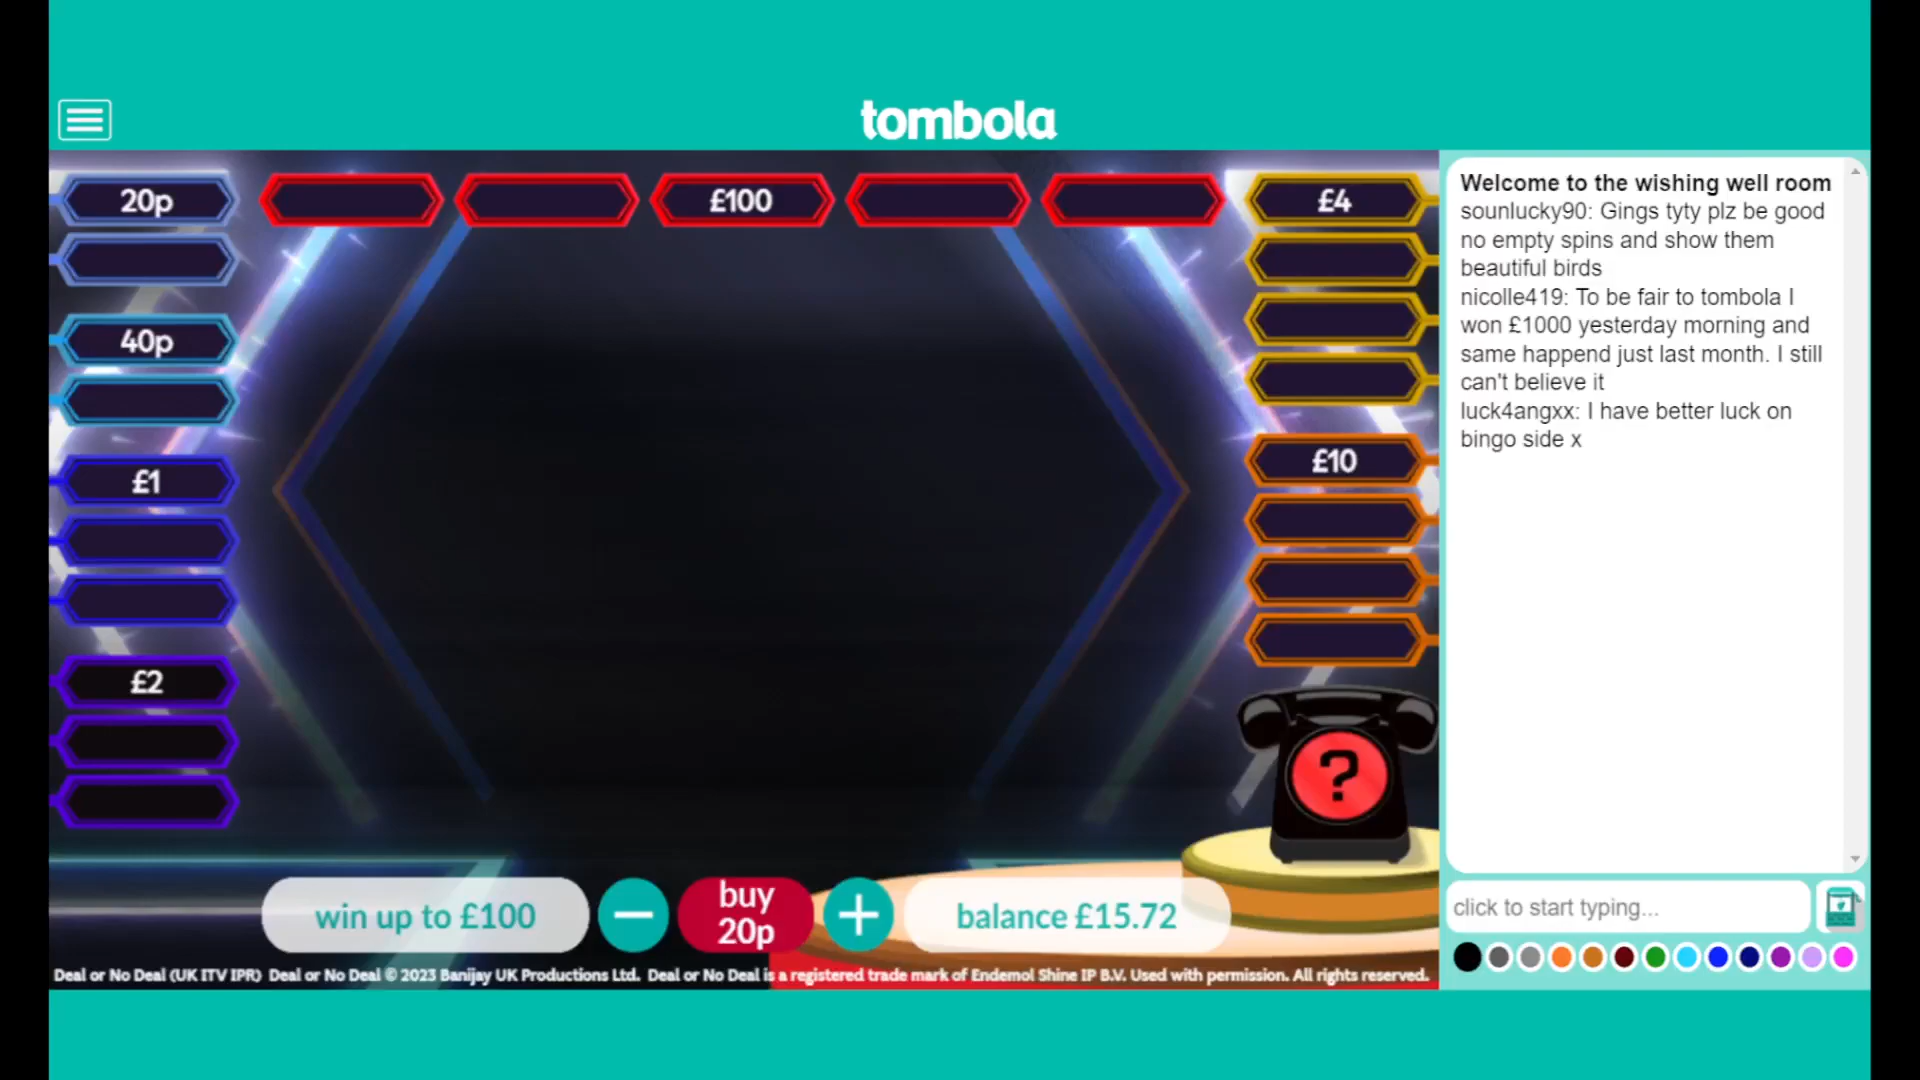 tombola
20p
£100
£4
40p
£1
£10
£2
?
win up to £100
−
buy
20p
+
balance £15.72
Deal or No Deal (UK ITV IPR) Deal or No Deal © 2023 Banijay UK Productions Ltd. Deal or No Deal is a registered trade mark of Endemol Shine IP B.V. Used with permission. All rights reserved.
Welcome to the wishing well room
sounlucky90: Gings tyty plz be good
no empty spins and show them
beautiful birds
nicolle419: To be fair to tombola I
won £1000 yesterday morning and
same happend just last month. I still
can't believe it
luck4angxx: I have better luck on
bingo side x
click to start typing...